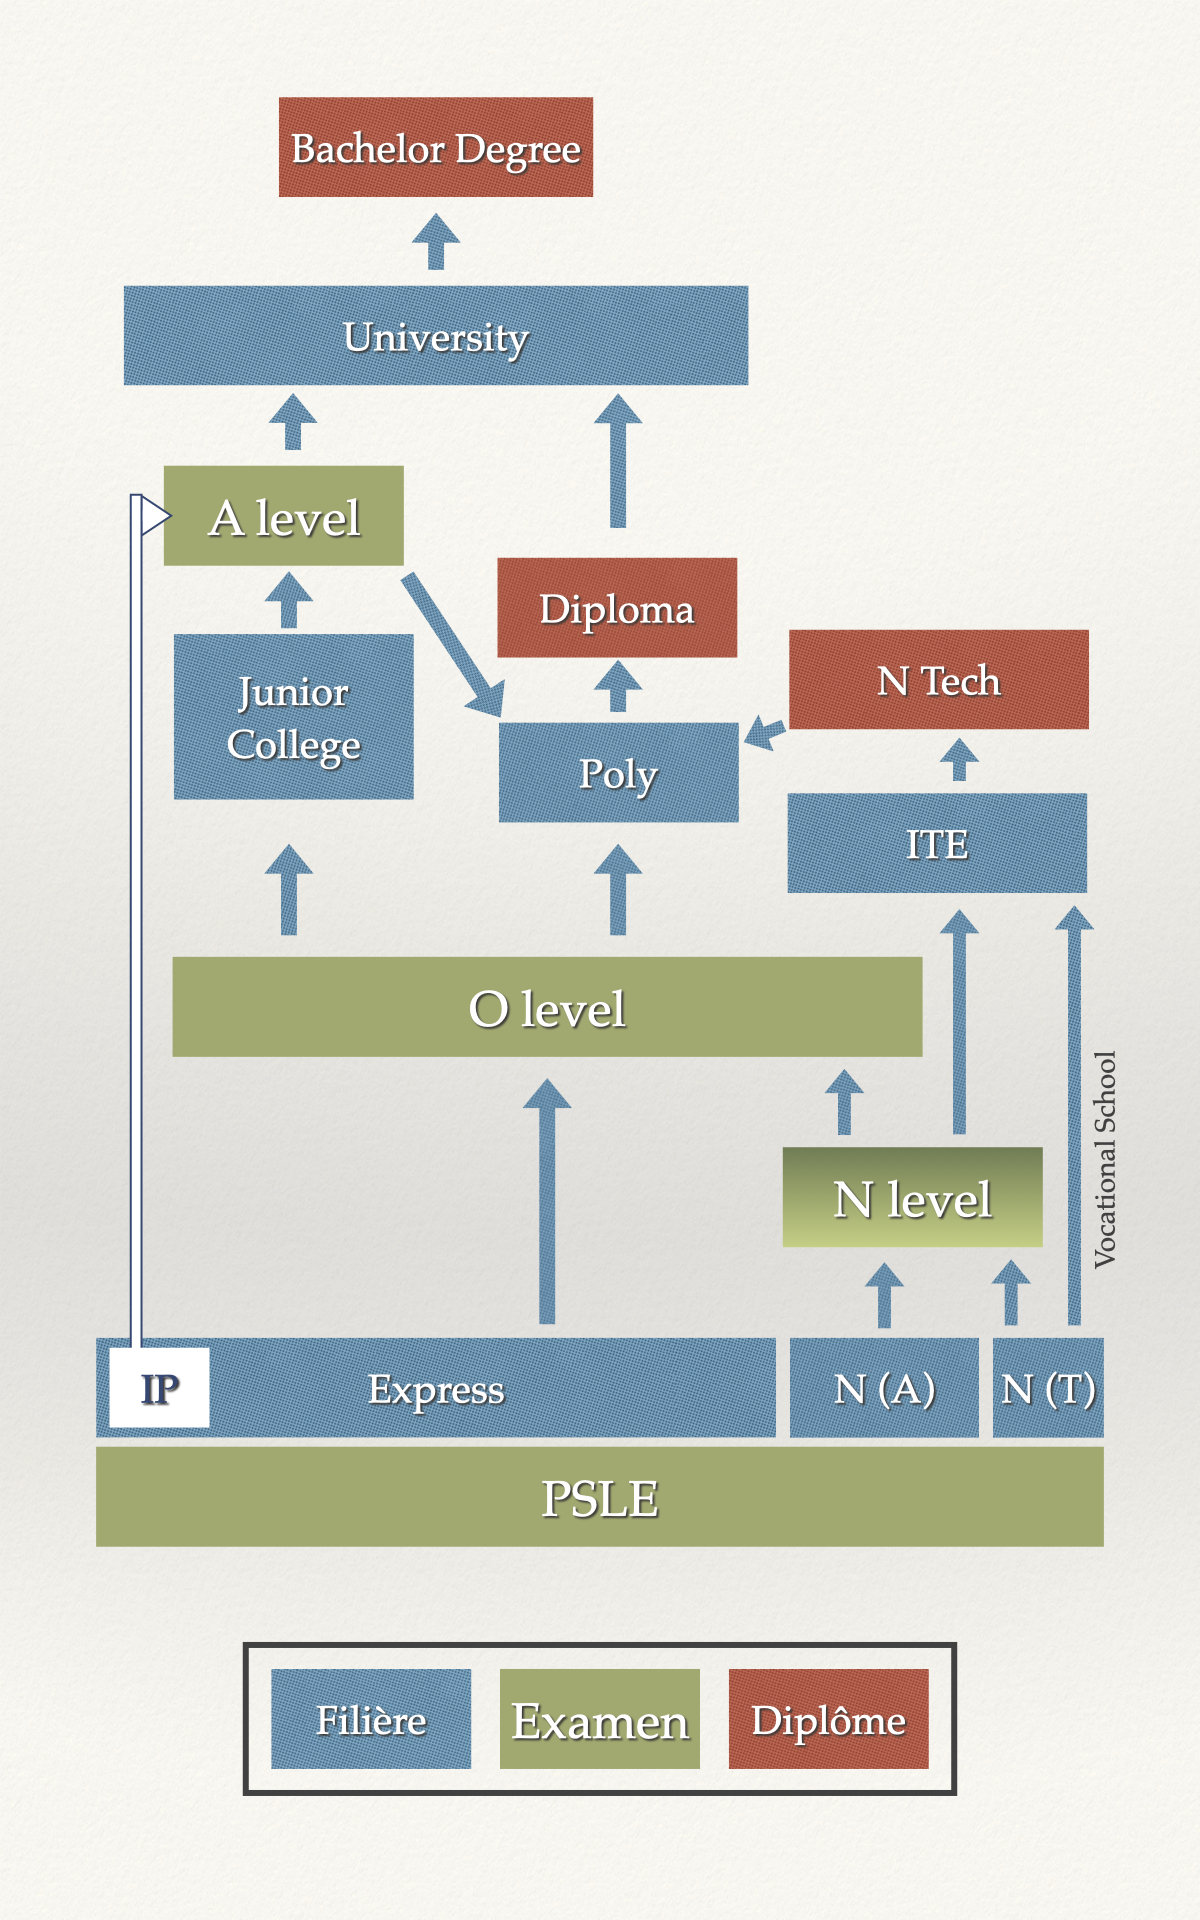 Bachelor Degree
University
A level
Diploma
N Tech
Junior
College
Poly
ITE
O level
Vocational School
N level
IP
Express
N (A)
N (T)
PSLE
Filière
Examen
Diplôme